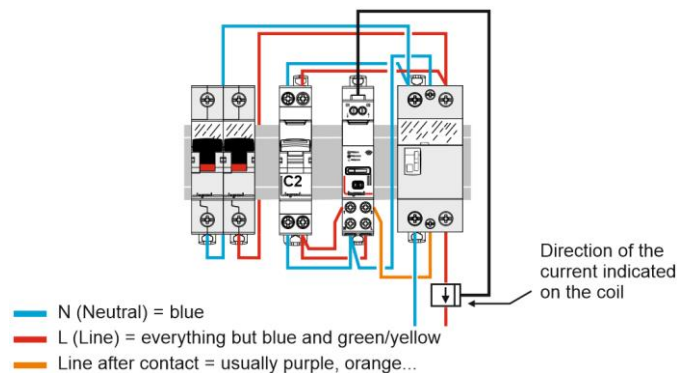 C2
Direction of the
current indicated
on the coil
N (Neutral) = blue
L (Line) = everything but blue and green/yellow
Line after contact = usually purple, orange...